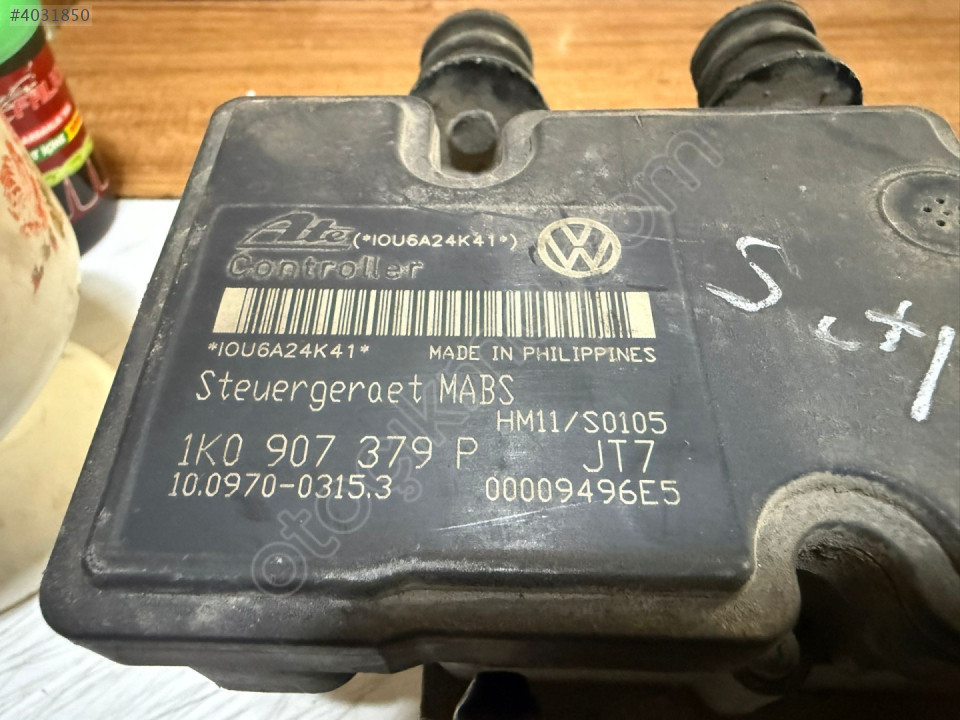 #4031850
Ate (*IOU6A24K41*)
Controller
*IOU6A24K41* MADE IN PHILIPPINES
Steuergeraet MABS
HM11/S0105
1K0 907 379 P JT7
10.0970-0315.3 00009496E5